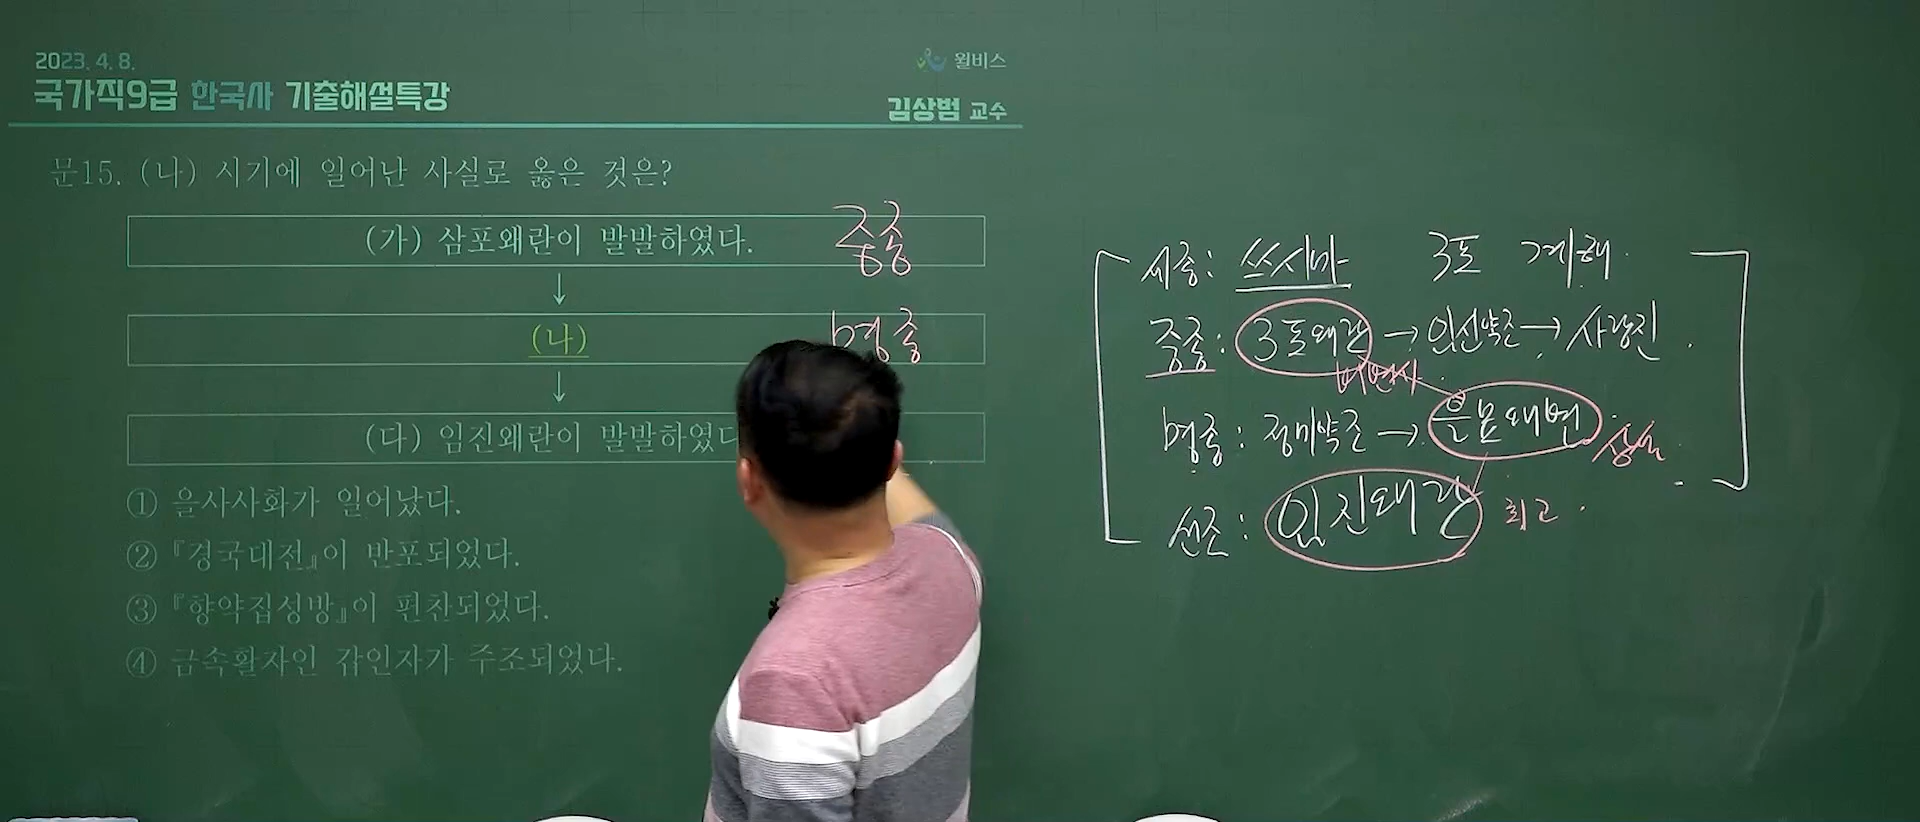 2023. 4. 8.
국가직9급 한국사 기출해설특강
윌비스
김상범 교수
문15. (나) 시기에 일어난 사실로 옳은 것은?
(가) 삼포왜란이 발발하였다.
중종
↓
(나)
명종
↓
(다) 임진왜란이 발발하였다
① 을사사화가 일어났다.
② 『경국대전』이 반포되었다.
③ 『향약집성방』이 편찬되었다.
④ 금속활자인 갑인자가 주조되었다.
세종: 쓰시마 3포 계해.
중종: 3포왜란 → 임신약조 → 사량진.
비변사
명종: 정미약조 → 을묘왜변 상설
선조: 임진왜란 최고.